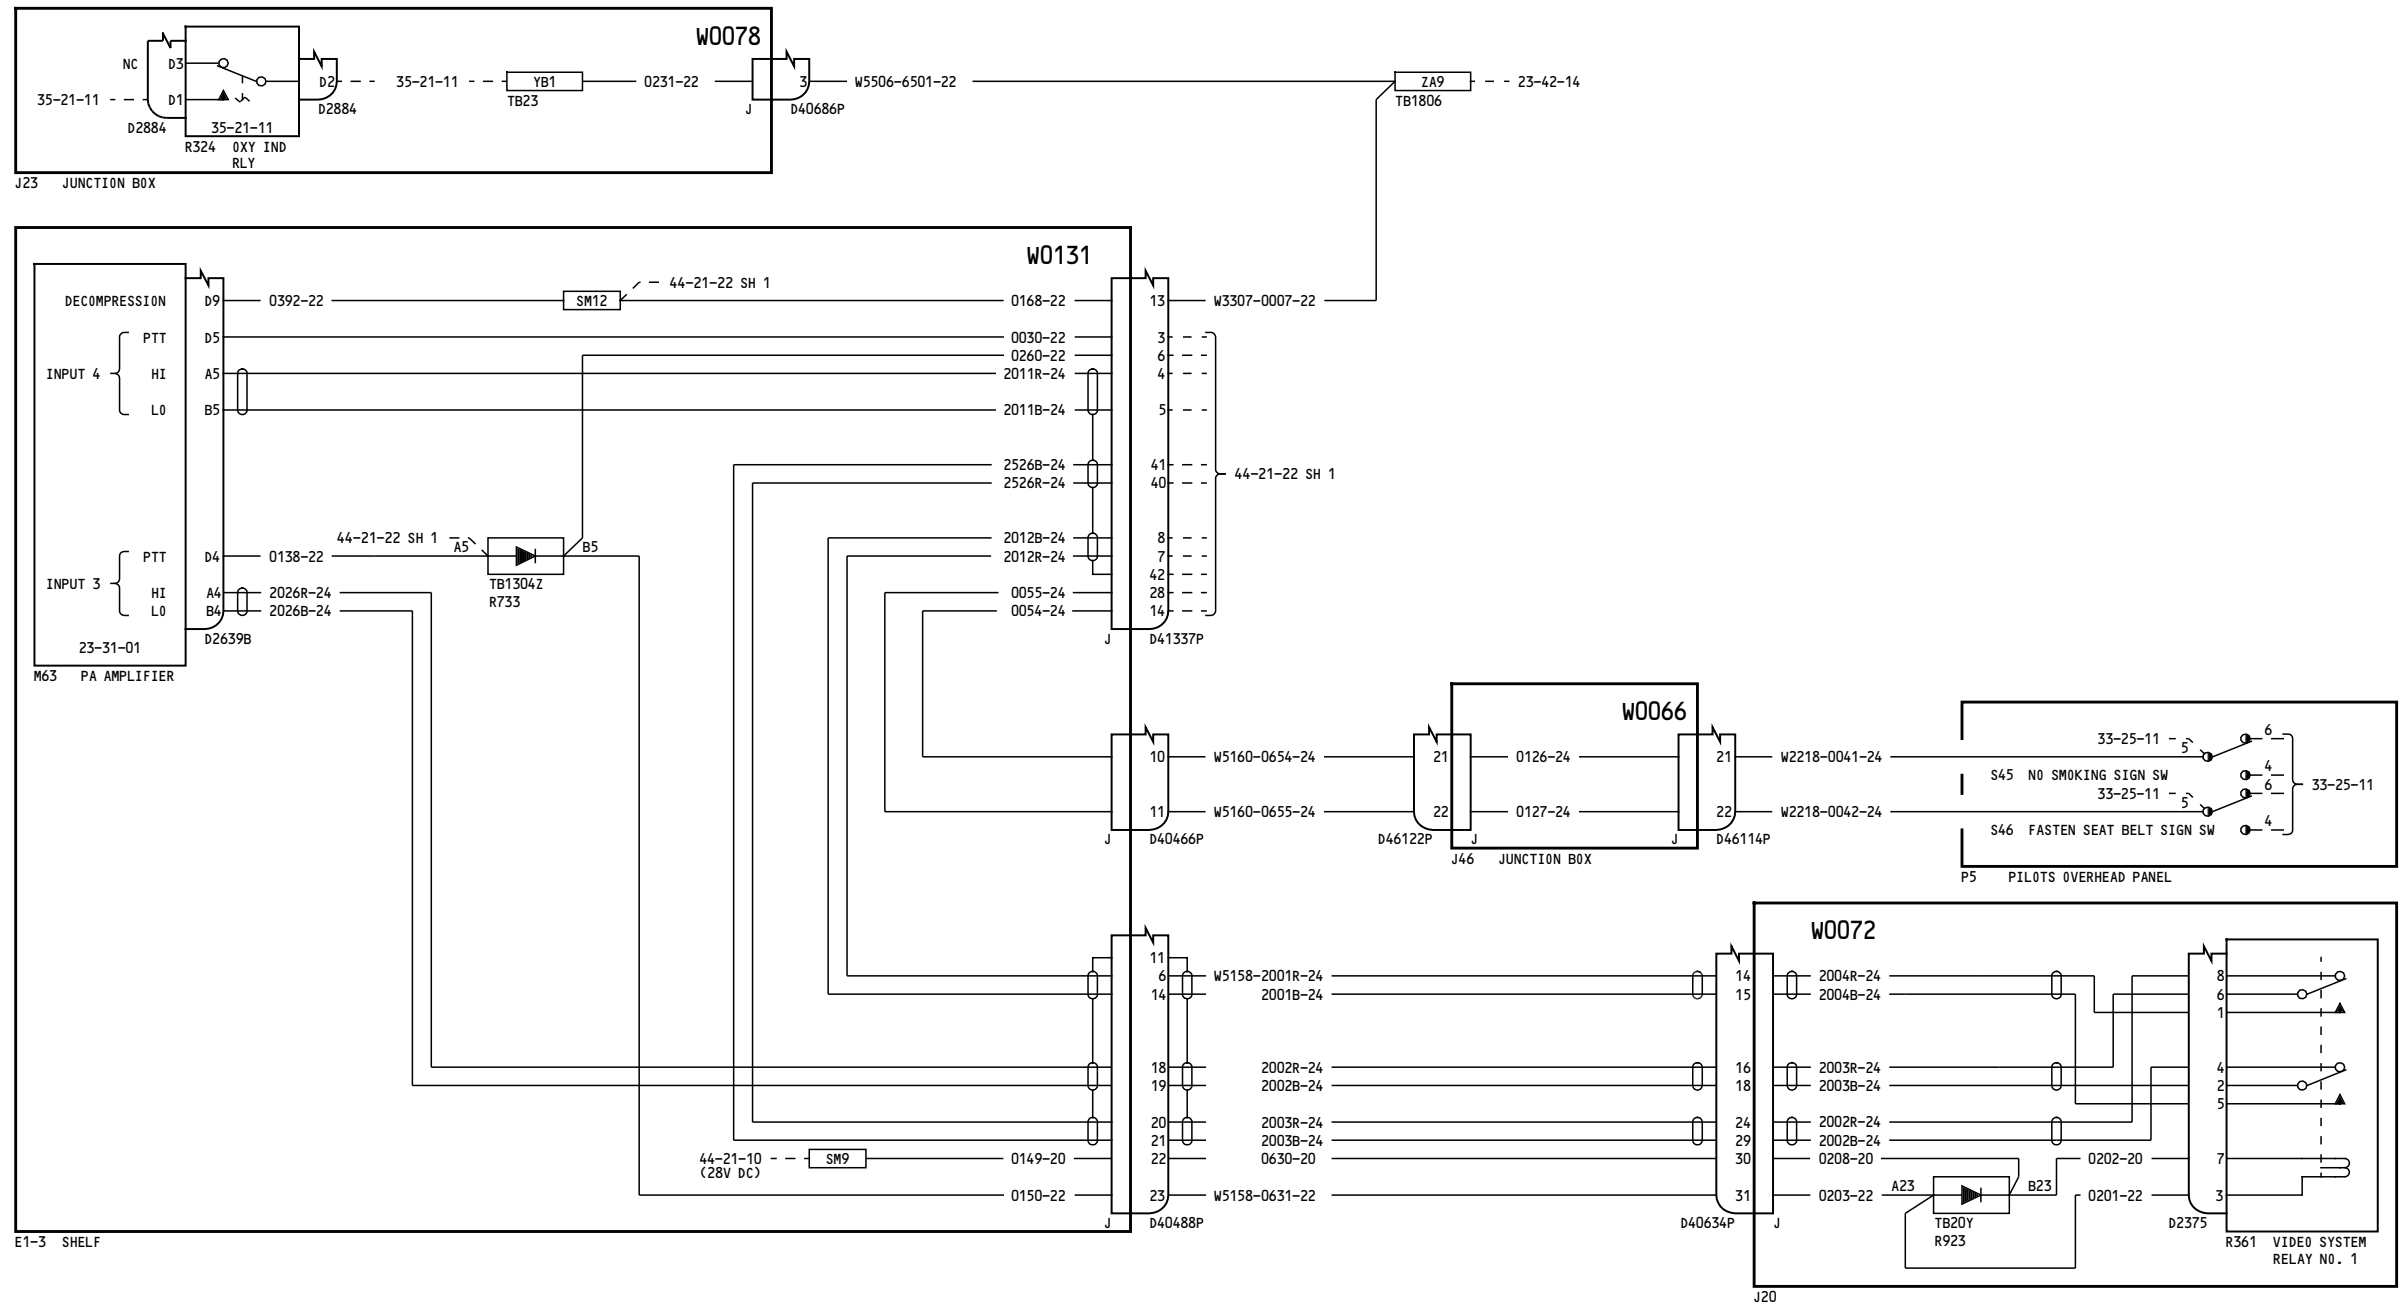 W0078
NC D3 D2 35-21-11 YB1 0231-22 3 W5506-6501-22 ZA9 23-42-14
35-21-11 D1 D2884 TB23 J D40686P TB1806
D2884 35-21-11
R324 OXY IND
RLY
J23 JUNCTION BOX
W0131
44-21-22 SH 1
DECOMPRESSION D9 0392-22 SM12 0168-22 13 W3307-0007-22
PTT D5 0030-22 3
0260-22 6
INPUT 4 HI A5 2011R-24 4
LO B5 2011B-24 5
2526B-24 41
44-21-22 SH 1
2526R-24 40
44-21-22 SH 1 2012B-24 8
A5 B5
PTT D4 0138-22 2012R-24 7
42
INPUT 3 TB1304Z
HI A4 2026R-24 0055-24 28
R733
LO B4 2026B-24 0054-24 14
D2639B J D41337P
23-31-01
M63 PA AMPLIFIER
W0066
33-25-11 5 6
10 W5160-0654-24 21 0126-24 21 W2218-0041-24
S45 NO SMOKING SIGN SW 4
33-25-11 5 6 33-25-11
11 W5160-0655-24 22 0127-24 22 W2218-0042-24
S46 FASTEN SEAT BELT SIGN SW 4
J D40466P D46122P J J D46114P
J46 JUNCTION BOX
P5 PILOTS OVERHEAD PANEL
W0072
11
6 W5158-2001R-24 14 2004R-24 8
14 2001B-24 15 2004B-24 6
1
18 2002R-24 16 2003R-24 4
19 2002B-24 18 2003B-24 2
5
20 2003R-24 24 2002R-24
21 2003B-24 29 2002B-24
44-21-10 SM9 0149-20 22 0630-20 30 0208-20 0202-20 7
(28V DC)
A23 B23
0150-22 23 W5158-0631-22 31 0203-22 0201-22 3
J D40488P D40634P J TB20Y D2375
E1-3 SHELF R923 R361 VIDEO SYSTEM
RELAY NO. 1
J20